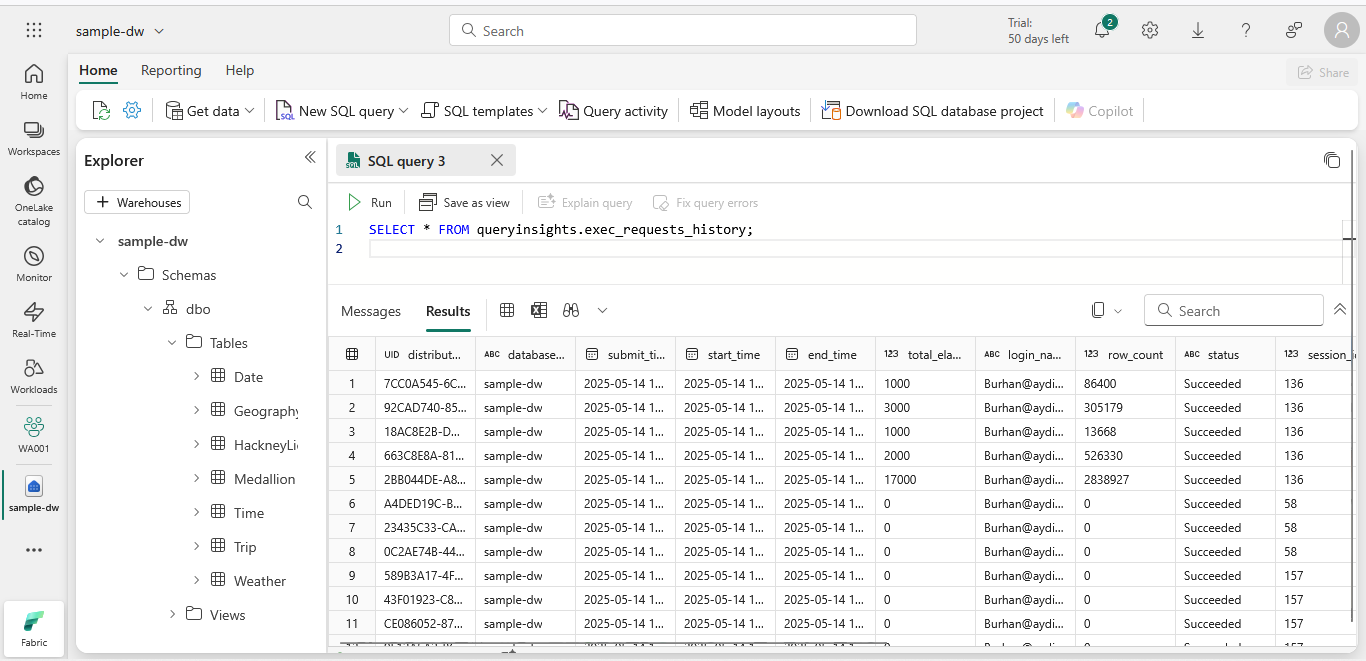 sample-dw
Search
Trial:
50 days left
2
Home
Reporting
Help
Share
Get data
New SQL query
SQL templates
Query activity
Model layouts
Download SQL database project
Copilot
Home
Workspaces
OneLake
catalog
Monitor
Real-Time
Workloads
WA001
sample-dw
Fabric
Explorer
Warehouses
sample-dw
Schemas
dbo
Tables
Date
Geography
HackneyLi
Medallion
Time
Trip
Weather
Views
SQL query 3
Run
Save as view
Explain query
Fix query errors
1 SELECT * FROM queryinsights.exec_requests_history;
2
Messages
Results
Search
UID distribut... ABC database... submit_ti... start_time end_time 123 total_ela... ABC login_na... 123 row_count ABC status 123 session_i
1 7CC0A545-6C... sample-dw 2025-05-14 1... 2025-05-14 1... 2025-05-14 1... 1000 Burhan@aydi... 86400 Succeeded 136
2 92CAD740-85... sample-dw 2025-05-14 1... 2025-05-14 1... 2025-05-14 1... 3000 Burhan@aydi... 305179 Succeeded 136
3 18AC8E2B-D... sample-dw 2025-05-14 1... 2025-05-14 1... 2025-05-14 1... 1000 Burhan@aydi... 13668 Succeeded 136
4 663C8E8A-81... sample-dw 2025-05-14 1... 2025-05-14 1... 2025-05-14 1... 2000 Burhan@aydi... 526330 Succeeded 136
5 2BB044DE-A8... sample-dw 2025-05-14 1... 2025-05-14 1... 2025-05-14 1... 17000 Burhan@aydi... 2838927 Succeeded 136
6 A4DED19C-B... sample-dw 2025-05-14 1... 2025-05-14 1... 2025-05-14 1... 0 Burhan@aydi... 0 Succeeded 58
7 23435C33-CA... sample-dw 2025-05-14 1... 2025-05-14 1... 2025-05-14 1... 0 Burhan@aydi... 0 Succeeded 58
8 0C2AE74B-44... sample-dw 2025-05-14 1... 2025-05-14 1... 2025-05-14 1... 0 Burhan@aydi... 0 Succeeded 58
9 589B3A17-4F... sample-dw 2025-05-14 1... 2025-05-14 1... 2025-05-14 1... 0 Burhan@aydi... 0 Succeeded 157
10 43F01923-C8... sample-dw 2025-05-14 1... 2025-05-14 1... 2025-05-14 1... 0 Burhan@aydi... 0 Succeeded 157
11 CE086052-87... sample-dw 2025-05-14 1... 2025-05-14 1... 2025-05-14 1... 0 Burhan@aydi... 0 Succeeded 157